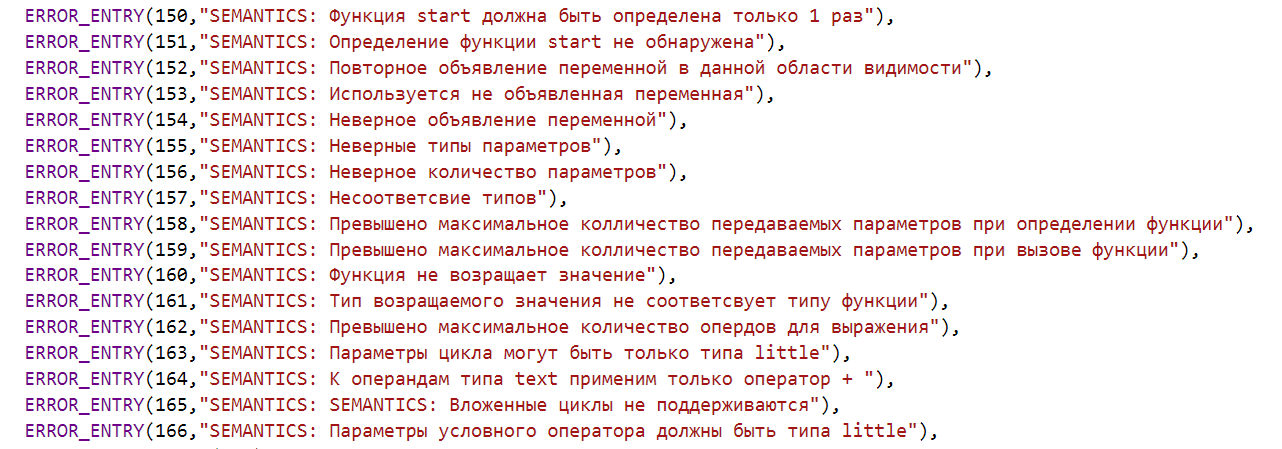 ERROR_ENTRY(150,"SEMANTICS: Функция start должна быть определена только 1 раз"),
ERROR_ENTRY(151,"SEMANTICS: Определение функции start не обнаружена"),
ERROR_ENTRY(152,"SEMANTICS: Повторное объявление переменной в данной области видимости"),
ERROR_ENTRY(153,"SEMANTICS: Используется не объявленная переменная"),
ERROR_ENTRY(154,"SEMANTICS: Неверное объявление переменной"),
ERROR_ENTRY(155,"SEMANTICS: Неверные типы параметров"),
ERROR_ENTRY(156,"SEMANTICS: Неверное количество параметров"),
ERROR_ENTRY(157,"SEMANTICS: Несоответсвие типов"),
ERROR_ENTRY(158,"SEMANTICS: Превышено максимальное колличество передаваемых параметров при определении функции"),
ERROR_ENTRY(159,"SEMANTICS: Превышено максимальное колличество передаваемых параметров при вызове функции"),
ERROR_ENTRY(160,"SEMANTICS: Функция не возращает значение"),
ERROR_ENTRY(161,"SEMANTICS: Тип возращаемого значения не соответсвует типу функции"),
ERROR_ENTRY(162,"SEMANTICS: Превышено максимальное количество опердов для выражения"),
ERROR_ENTRY(163,"SEMANTICS: Параметры цикла могут быть только типа little"),
ERROR_ENTRY(164,"SEMANTICS: К операндам типа text применим только оператор + "),
ERROR_ENTRY(165,"SEMANTICS: SEMANTICS: Вложенные циклы не поддерживаются"),
ERROR_ENTRY(166,"SEMANTICS: Параметры условного оператора должны быть типа little"),